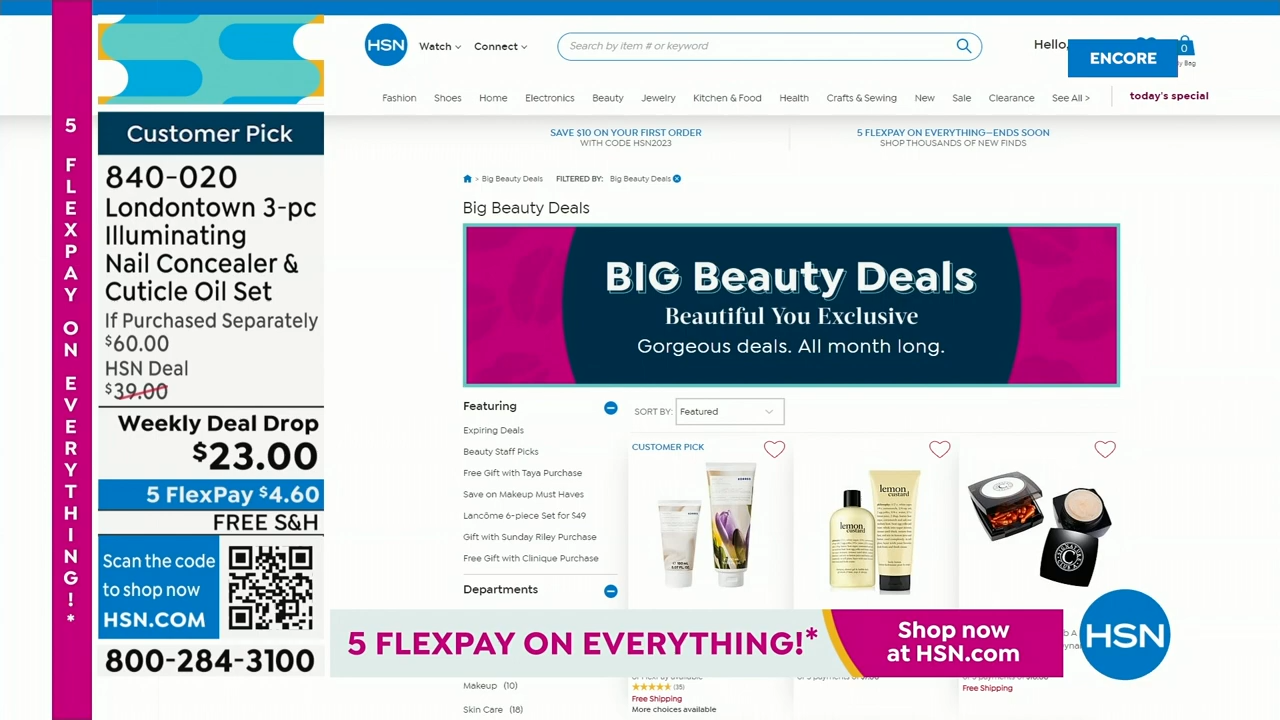 5 FLEXPAY ON EVERYTHING!*
Customer Pick
840-020
Londontown 3-pc
Illuminating
Nail Concealer &
Cuticle Oil Set
If Purchased Separately
$60.00
HSN Deal
$39.00
Weekly Deal Drop
$23.00
5 FlexPay $4.60
FREE S&H
Scan the code
to shop now
HSN.COM
800-284-3100
HSN
Watch
Connect
Search by item # or keyword
Hello,
ENCORE
0
Bag
Fashion
Shoes
Home
Electronics
Beauty
Jewelry
Kitchen & Food
Health
Crafts & Sewing
New
Sale
Clearance
See All >
today's special
SAVE $10 ON YOUR FIRST ORDER
WITH CODE HSN2023
5 FLEXPAY ON EVERYTHING—ENDS SOON
SHOP THOUSANDS OF NEW FINDS
> Big Beauty Deals
FILTERED BY: Big Beauty Deals
Big Beauty Deals
BIG Beauty Deals
Beautiful You Exclusive
Gorgeous deals. All month long.
Featuring
Expiring Deals
Beauty Staff Picks
Free Gift with Taya Purchase
Save on Makeup Must Haves
Lancôme 6-piece Set for $49
Gift with Sunday Riley Purchase
Free Gift with Clinique Purchase
Departments
Makeup (10)
Skin Care (18)
SORT BY: Featured
CUSTOMER PICK
KORRES
lemon
custard
lemon
custard
5 FLEXPAY ON EVERYTHING!*
Shop now
at HSN.com
HSN
(35)
Free Shipping
More choices available
Free Shipping